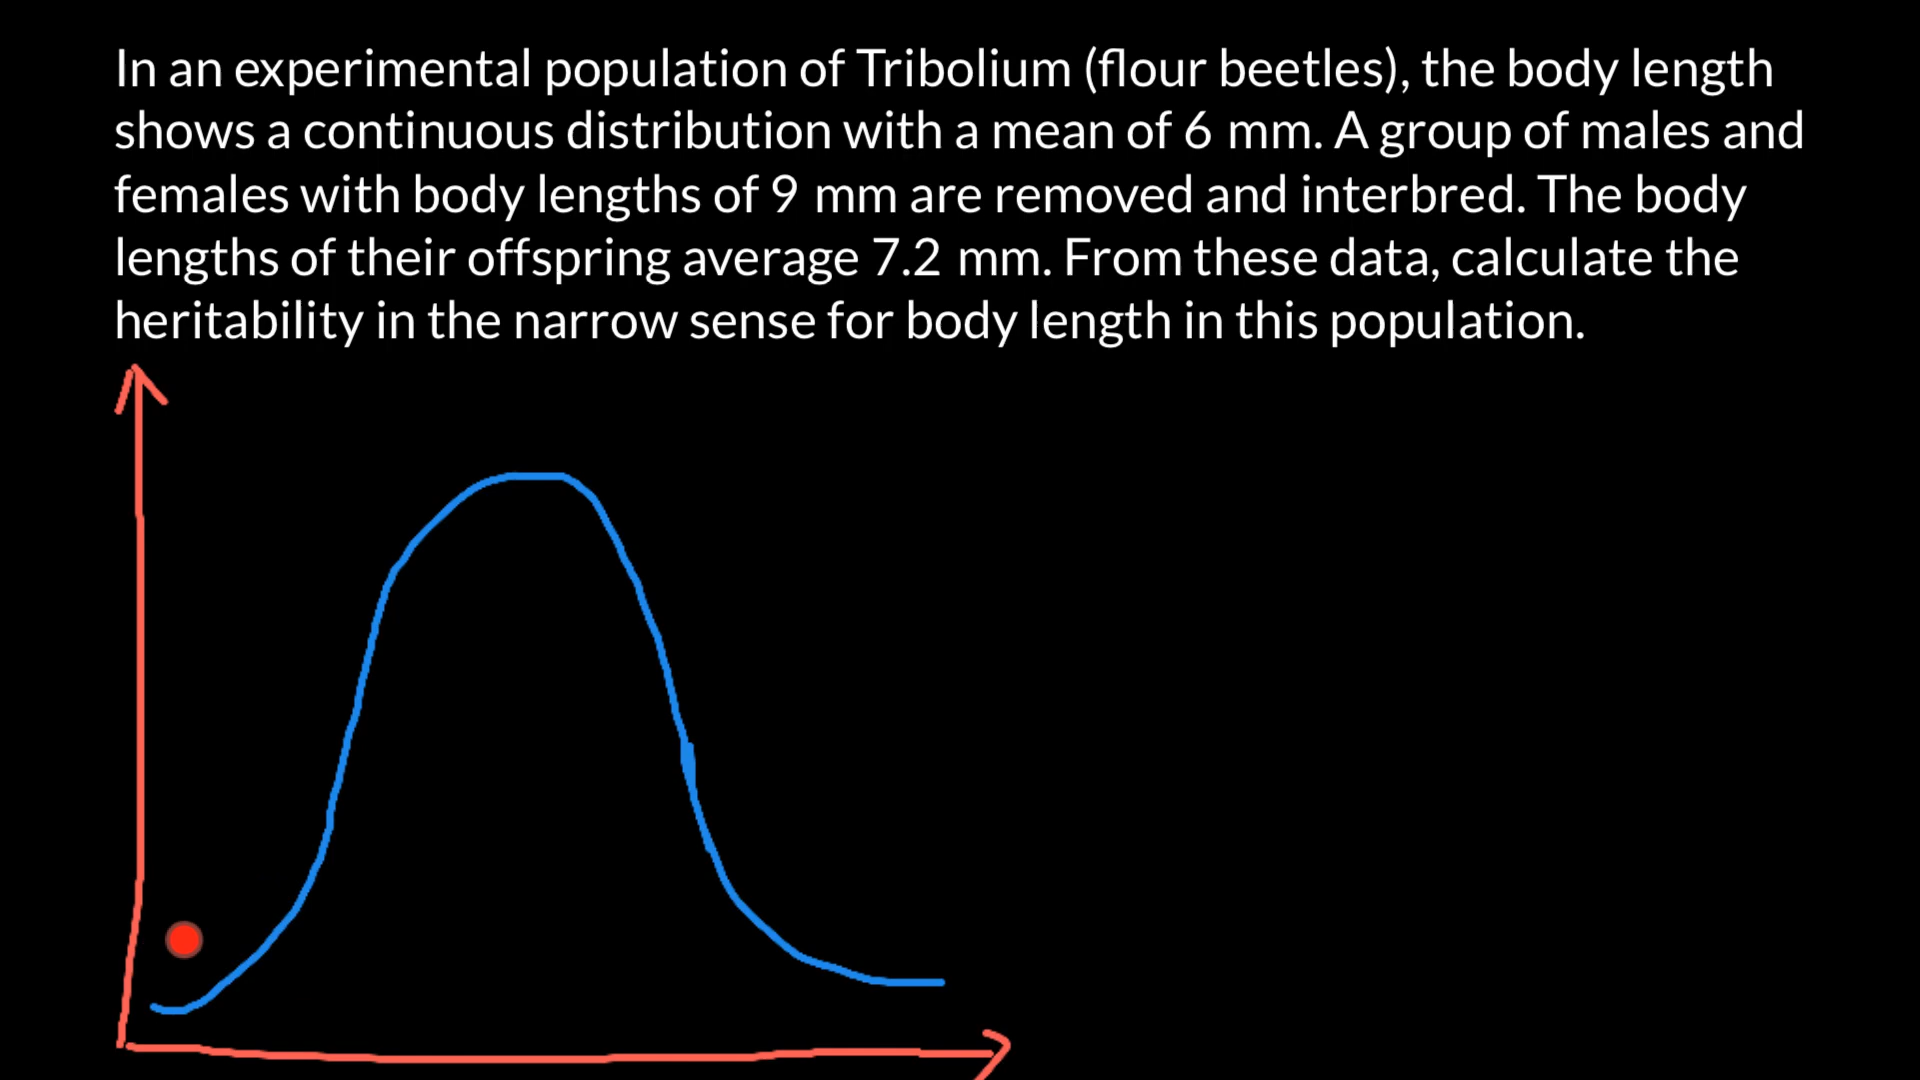 In an experimental population of Tribolium (flour beetles), the body length
shows a continuous distribution with a mean of 6 mm. A group of males and
females with body lengths of 9 mm are removed and interbred. The body
lengths of their offspring average 7.2 mm. From these data, calculate the
heritability in the narrow sense for body length in this population.